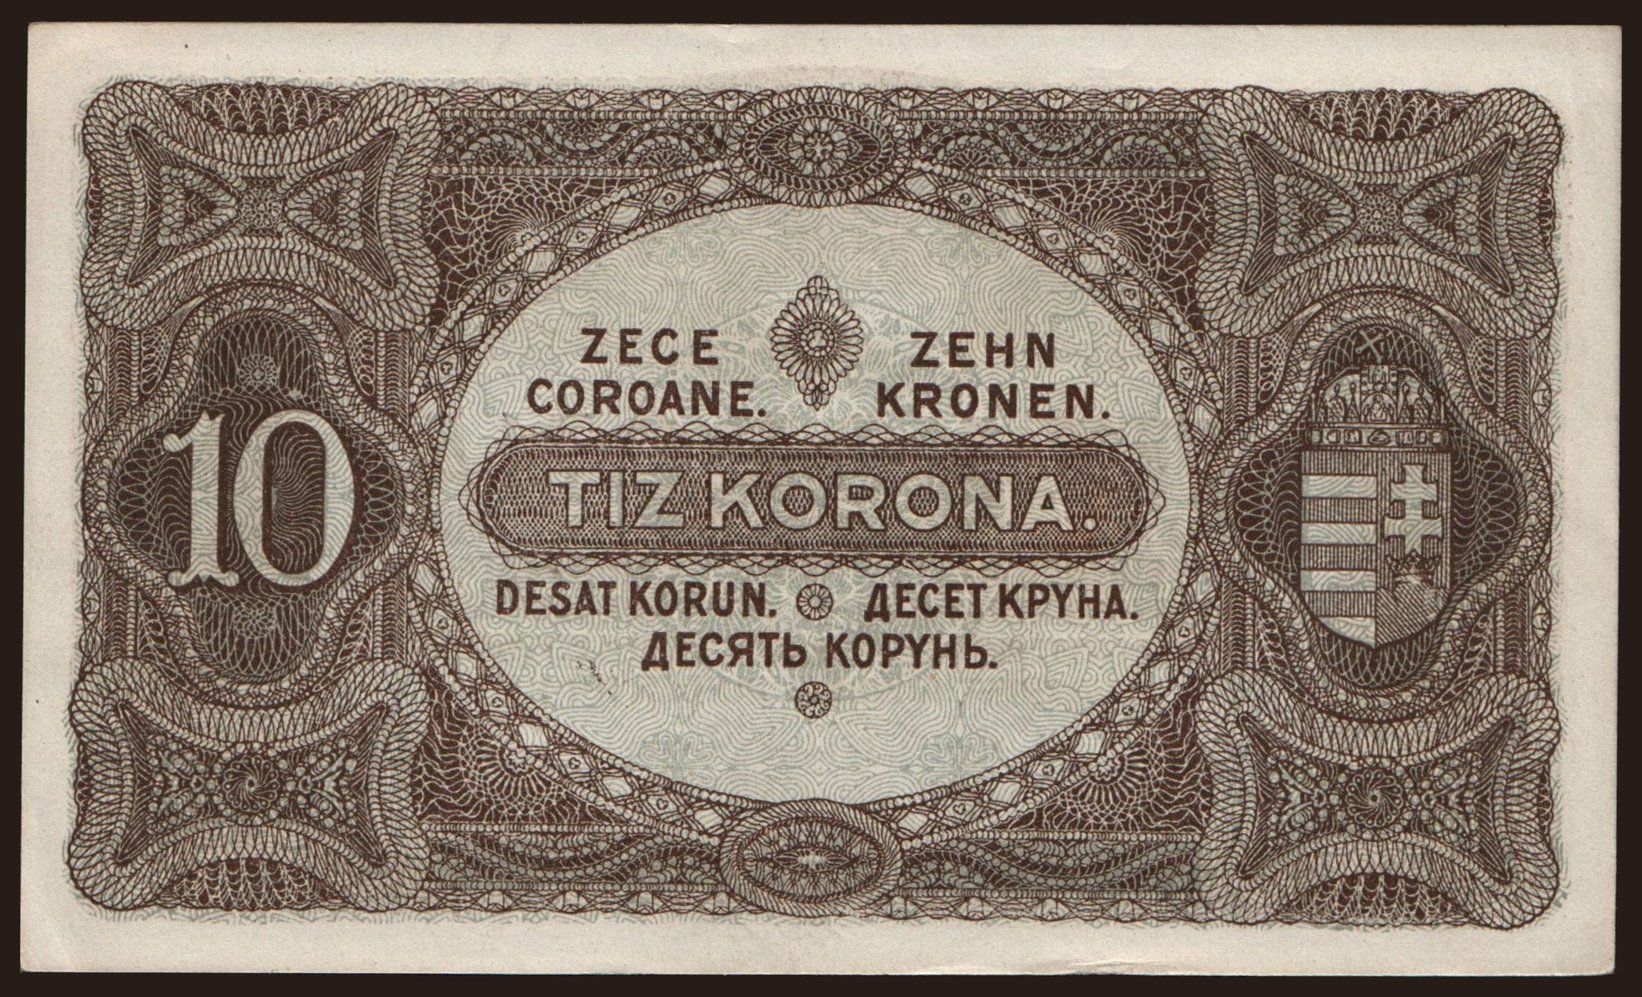 ZECE
COROANE.
ZEHN
KRONEN.
10
TIZ KORONA.
DESAT KORUN.
ДЕСЕТ КРУНА.
ДЕСЯТЬ КОРУНЬ.